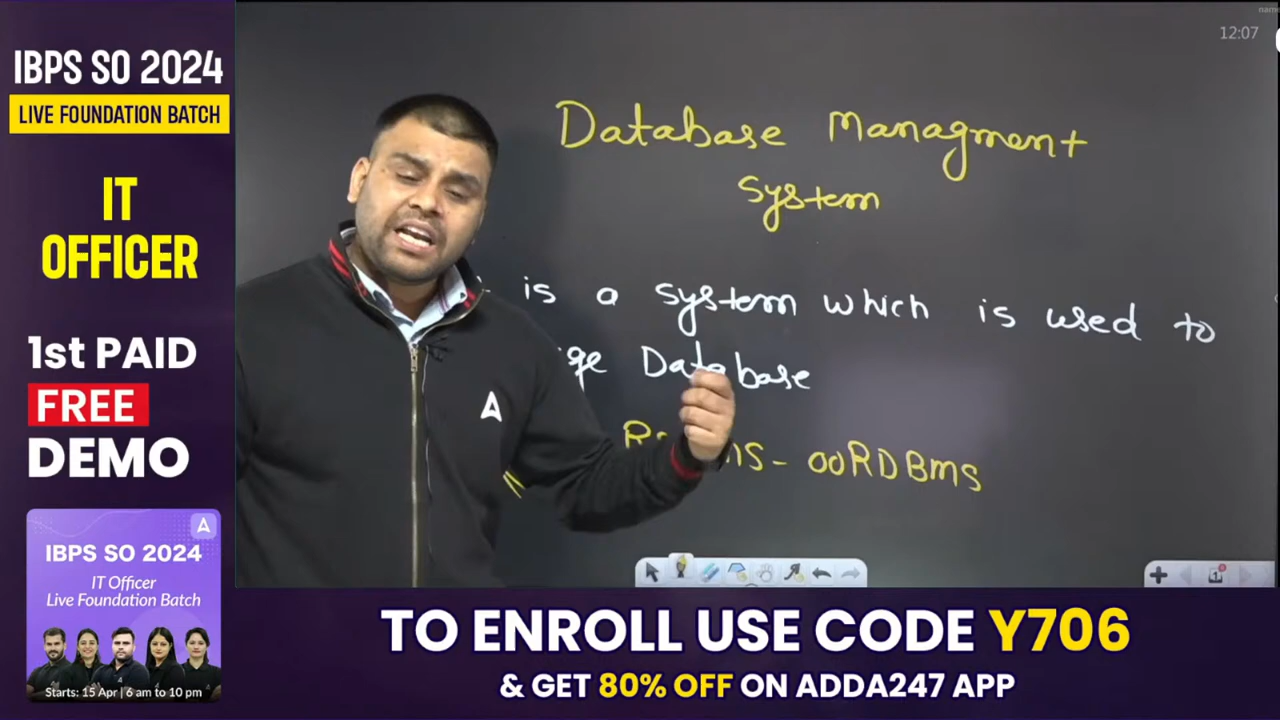 name
12:07
IBPS SO 2024
LIVE FOUNDATION BATCH
IT
OFFICER
1st PAID
FREE
DEMO
IBPS SO 2024
IT Officer
Live Foundation Batch
Starts: 15 Apr | 6 am to 10 pm
Database Managment
System
is a system which is used to
Database
- OORDBMS
1
TO ENROLL USE CODE Y706
& GET 80% OFF ON ADDA247 APP